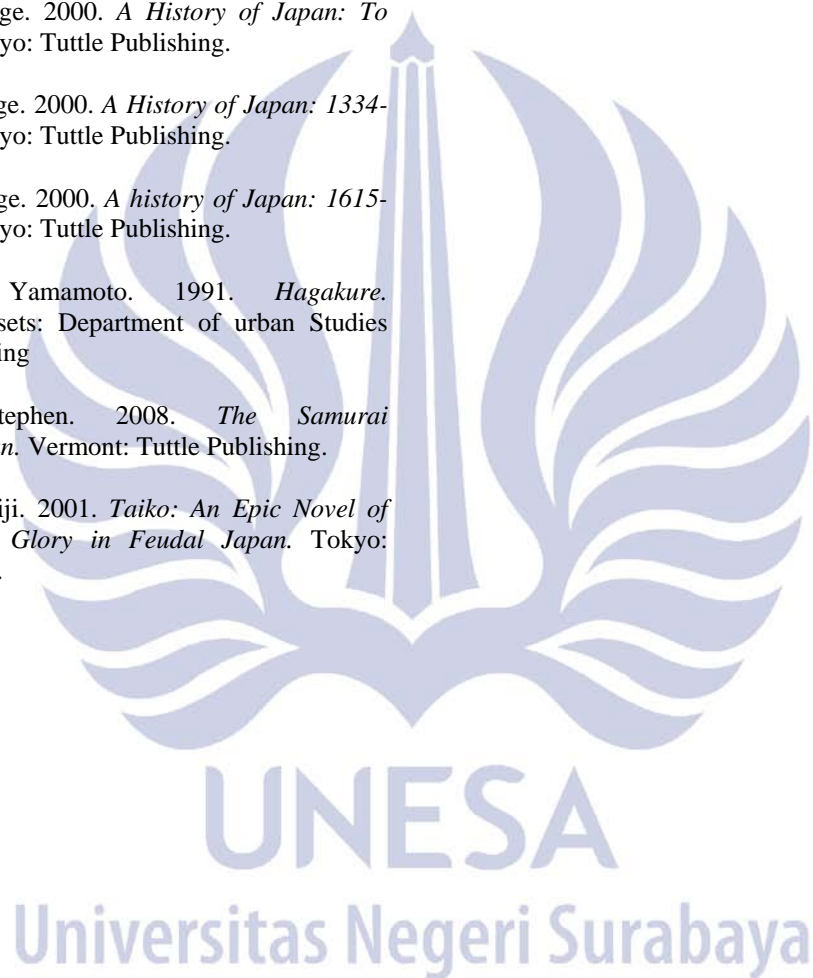 ge. 2000. A History of Japan: To
yo: Tuttle Publishing.
ge. 2000. A History of Japan: 1334-
yo: Tuttle Publishing.
ge. 2000. A history of Japan: 1615-
yo: Tuttle Publishing.
Yamamoto. 1991. Hagakure.
sets: Department of urban Studies
ing
tephen. 2008. The Samurai
n. Vermont: Tuttle Publishing.
iji. 2001. Taiko: An Epic Novel of
Glory in Feudal Japan. Tokyo:
.
UNESA
Universitas Negeri Surabaya